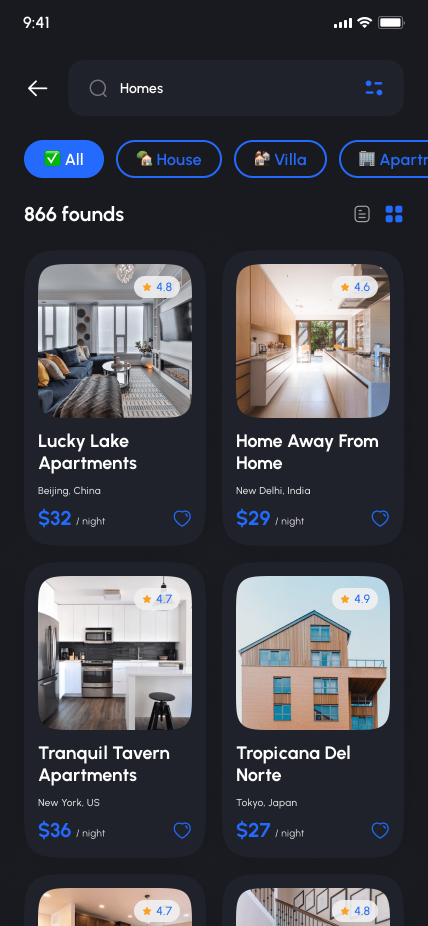 9:41
Homes
✅ All
House
Villa
Apartr
866 founds
4.8
Lucky Lake
Apartments
Beijing, China
$32 / night
4.6
Home Away From
Home
New Delhi, India
$29 / night
4.7
Tranquil Tavern
Apartments
New York, US
$36 / night
4.9
Tropicana Del
Norte
Tokyo, Japan
$27 / night
4.7
4.8